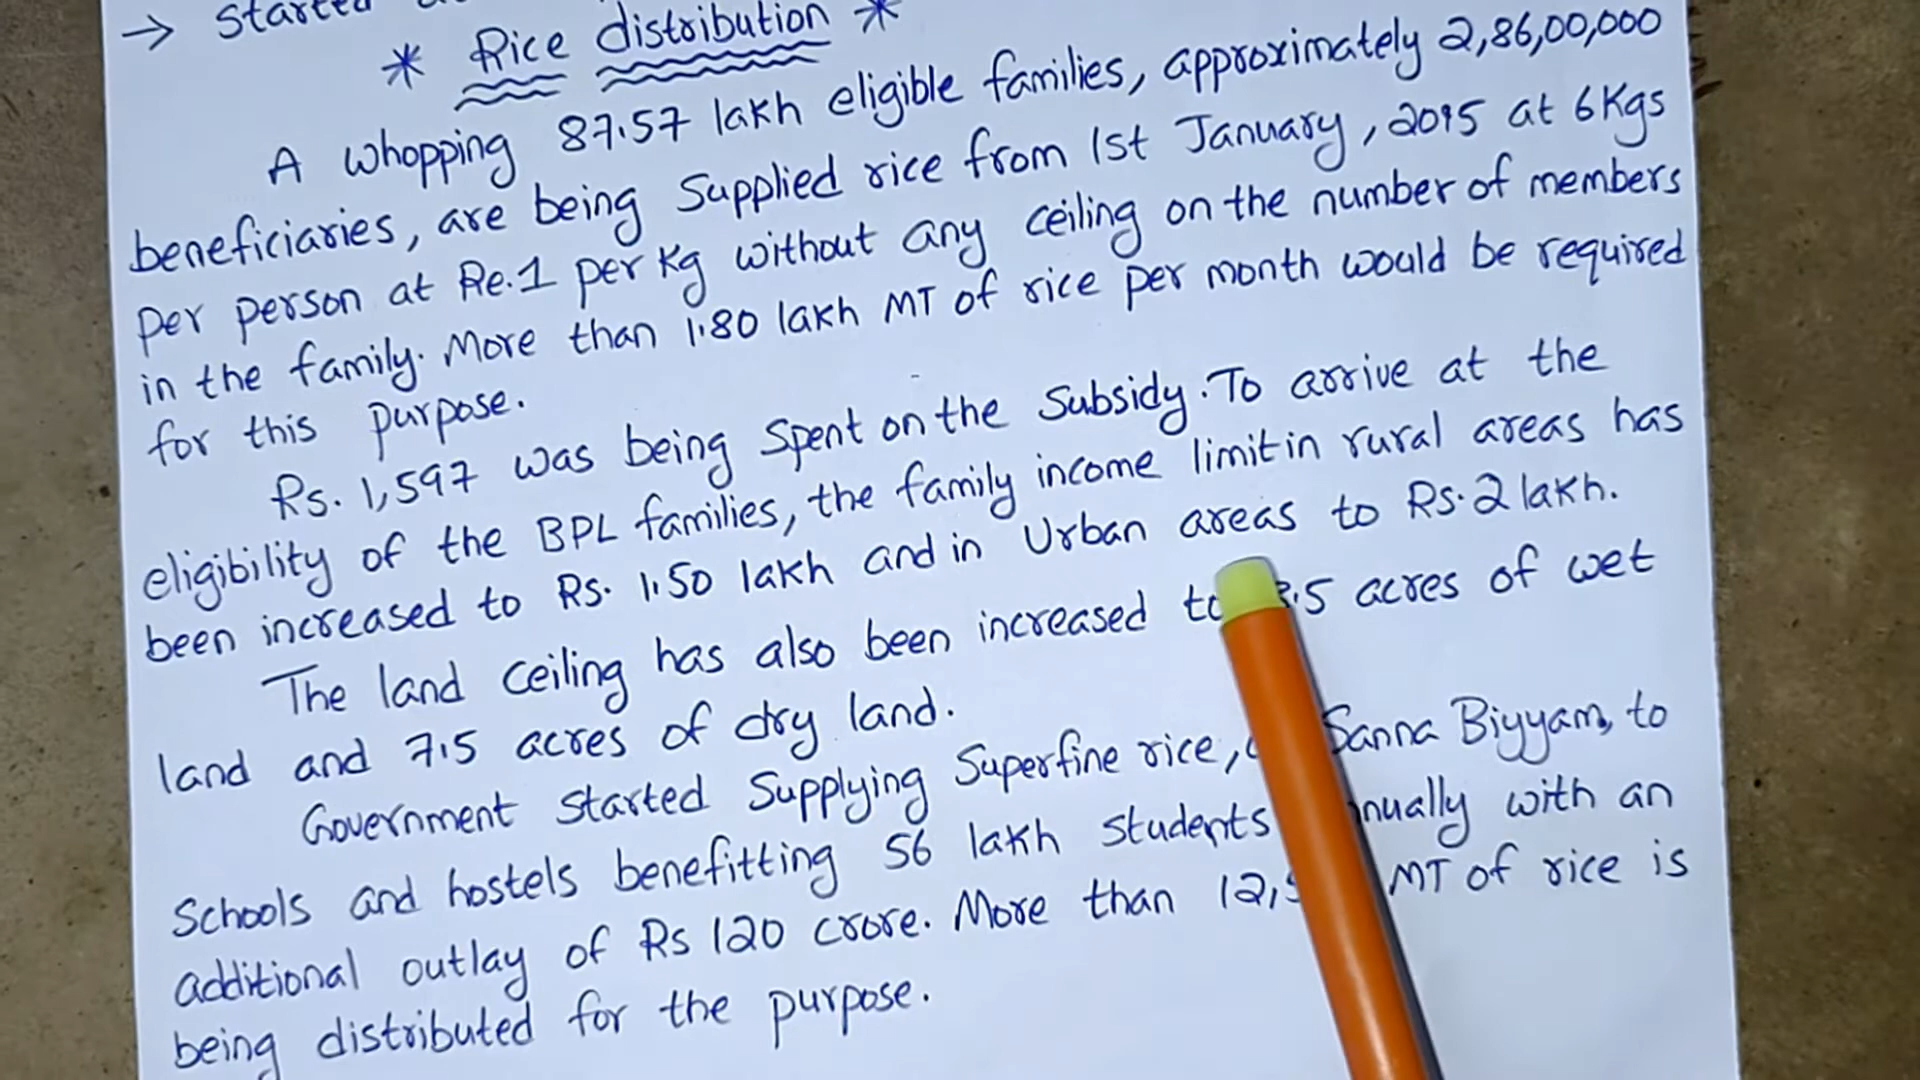 → Started
* Rice distribution *
A whopping 87.57 lakh eligible families, approximately 2,86,00,000
beneficiaries, are being Supplied rice from 1st January, 2015 at 6 Kgs
per person at Re.1 per kg without any ceiling on the number of members
in the family. More than 1.80 lakh MT of rice per month would be required
for this purpose.
Rs. 1,597 was being Spent on the Subsidy. To arrive at the
eligibility of the BPL families, the family income limit in rural areas has
been increased to Rs. 1.50 lakh and in Urban areas to Rs. 2 lakh.
The land ceiling has also been increased to .5 acres of wet
land and 7.5 acres of dry land.
Government Started Supplying Superfine rice, Sanna Biyyam, to
Schools and hostels benefitting 56 lakh students nually with an
additional outlay of Rs 120 crore. More than 12, MT of rice is
being distributed for the purpose.